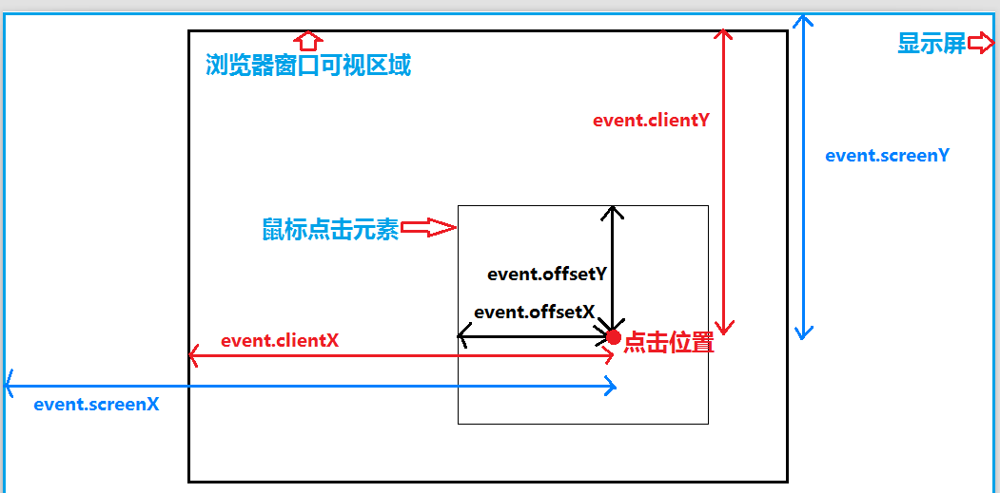 显示屏
浏览器窗口可视区域
event.clientY
event.screenY
鼠标点击元素
event.offsetY
event.offsetX
event.clientX
点击位置
event.screenX